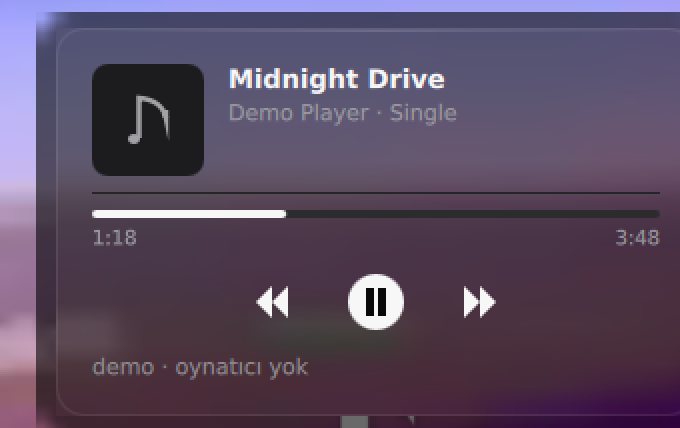 Midnight Drive
Demo Player · Single
1:18 3:48
demo · oynatıcı yok